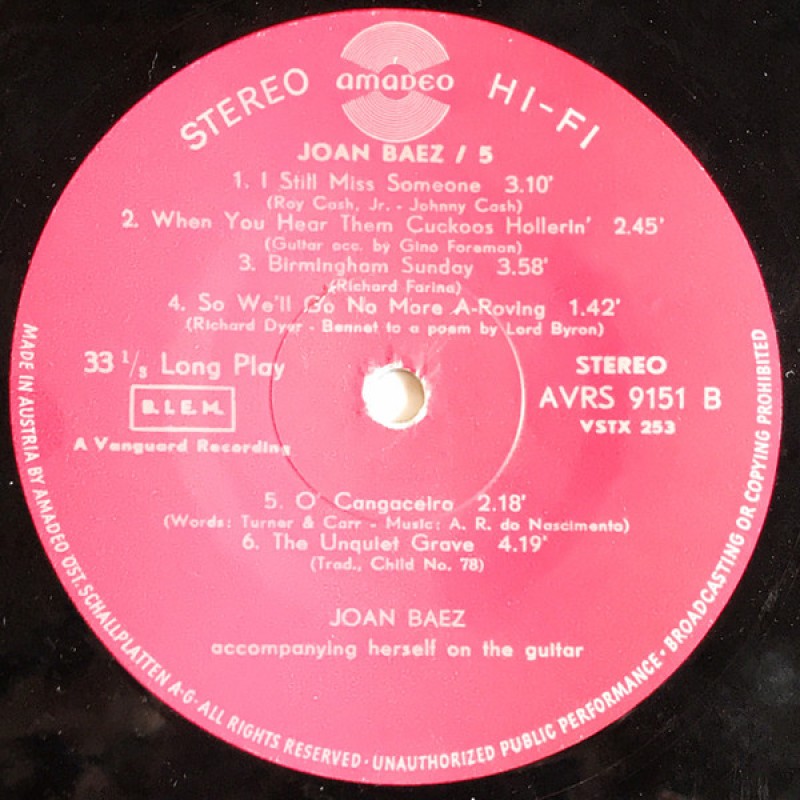 STEREO amadeo HI-FI
JOAN BAEZ / 5
1. I Still Miss Someone 3.10'
(Roy Cash, Jr. - Johnny Cash)
2. When You Hear Them Cuckoos Hollerin' 2.45'
(Guitar acc. by Gino Foreman)
3. Birmingham Sunday 3.58'
(Richard Farina)
4. So We'll Go No More A-Roving 1.42'
(Richard Dyer - Bennet to a poem by Lord Byron)
33 1/3 Long Play
B.I.E.M.
A Vanguard Recording
STEREO
AVRS 9151 B
VSTX 253
5. O' Cangaceiro 2.18'
(Words: Turner & Carr - Music: A. R. do Nascimento)
6. The Unquiet Grave 4.19'
(Trad., Child No. 78)
JOAN BAEZ
accompanying herself on the guitar
MADE IN AUSTRIA BY AMADEO ÖST. SCHALLPLATTEN A·G· ALL RIGHTS RESERVED · UNAUTHORIZED PUBLIC PERFORMANCE · BROADCASTING OR COPYING PROHIBITED